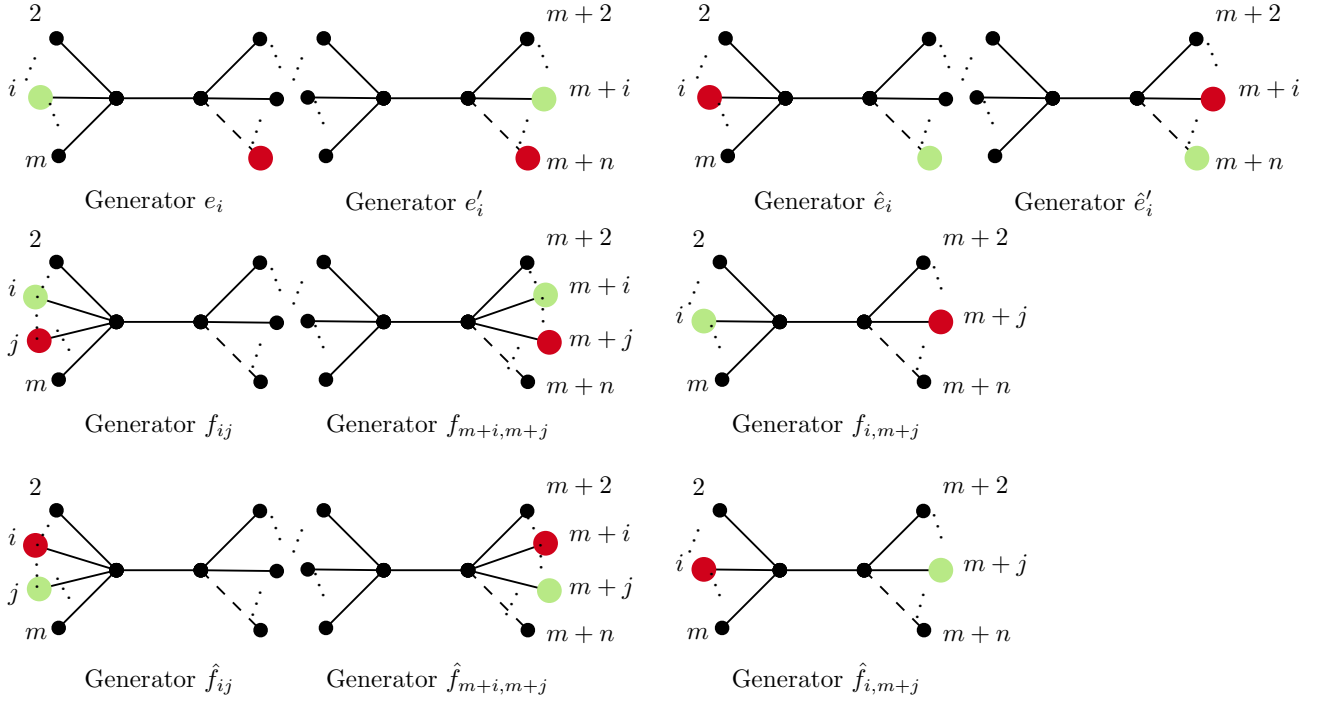 2 m + 2 2 m + 2
i m + i i m + i
m m + n m m + n
Generator e_i Generator e′_i Generator ê_i Generator ê′_i
2 m + 2 2 m + 2
i m + i
i m + j
j m + j
m m + n m m + n
Generator f_{ij} Generator f_{m+i,m+j} Generator f_{i,m+j}
2 m + 2 2 m + 2
i m + i
i m + j
j m + j
m m + n m m + n
Generator f̂_{ij} Generator f̂_{m+i,m+j} Generator f̂_{i,m+j}